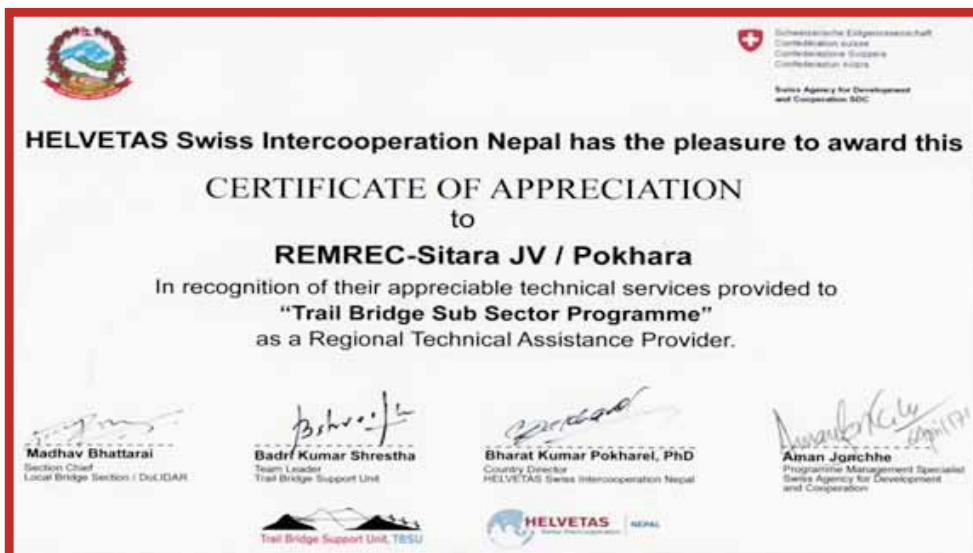 Schweizerische Eidgenossenschaft
Confédération suisse
Confederazione Svizzera
Confederaziun svizra
Swiss Agency for Development
and Cooperation SDC
HELVETAS Swiss Intercooperation Nepal has the pleasure to award this
CERTIFICATE OF APPRECIATION
to
REMREC-Sitara JV / Pokhara
In recognition of their appreciable technical services provided to
“Trail Bridge Sub Sector Programme”
as a Regional Technical Assistance Provider.
Madhav Bhattarai
Section Chief
Local Bridge Section / DoLIDAR
Badri Kumar Shrestha
Team Leader
Trail Bridge Support Unit
Bharat Kumar Pokharel, PhD
Country Director
HELVETAS Swiss Intercooperation Nepal
Aman Jonchhe
Programme Management Specialist
Swiss Agency for Development
and Cooperation
Trail Bridge Support Unit, TBSU
HELVETAS NEPAL
Swiss Intercooperation